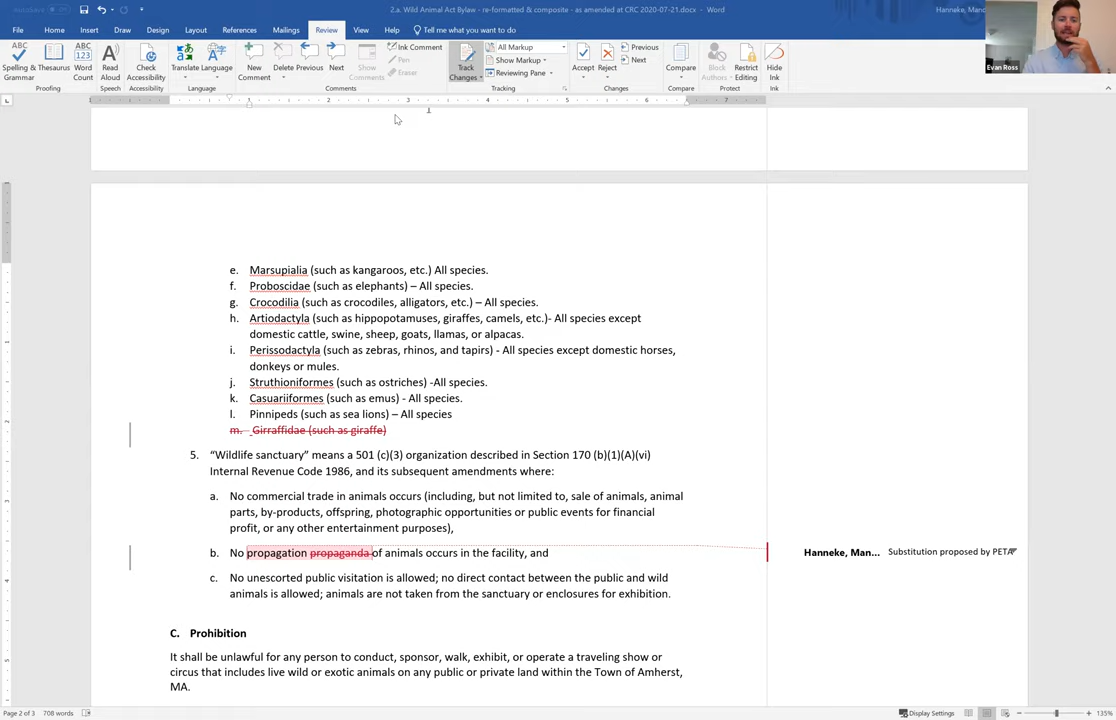 AutoSave Off 2.a. Wild Animal Act Bylaw - re-formatted & composite - as amended at CRC 2020-07-21.docx - Word Hanneke, Mand
File Home Insert Draw Design Layout References Mailings Review View Help Tell me what you want to do
Evan Ross
Spelling & Grammar Thesaurus Word Count Read Aloud Check Accessibility Translate Language New Comment Delete Previous Next Show Comments Ink Comment Pen Eraser Track Changes All Markup Show Markup Reviewing Pane Accept Reject Previous Next Compare Block Authors Restrict Editing Hide Ink
Proofing Speech Accessibility Language Comments Tracking Changes Compare Protect Ink
1 2 3 4 5 6 7
e. Marsupialia (such as kangaroos, etc.) All species.
f. Proboscidae (such as elephants) – All species.
g. Crocodilia (such as crocodiles, alligators, etc.) – All species.
h. Artiodactyla (such as hippopotamuses, giraffes, camels, etc.)- All species except
domestic cattle, swine, sheep, goats, llamas, or alpacas.
i. Perissodactyla (such as zebras, rhinos, and tapirs) - All species except domestic horses,
donkeys or mules.
j. Struthioniformes (such as ostriches) -All species.
k. Casuariiformes (such as emus) - All species.
l. Pinnipeds (such as sea lions) – All species
m. Girraffidae (such as giraffe)
5. “Wildlife sanctuary” means a 501 (c)(3) organization described in Section 170 (b)(1)(A)(vi)
Internal Revenue Code 1986, and its subsequent amendments where:
a. No commercial trade in animals occurs (including, but not limited to, sale of animals, animal
parts, by-products, offspring, photographic opportunities or public events for financial
profit, or any other entertainment purposes),
b. No propagation propaganda of animals occurs in the facility, and
Hanneke, Man... Substitution proposed by PETA
c. No unescorted public visitation is allowed; no direct contact between the public and wild
animals is allowed; animals are not taken from the sanctuary or enclosures for exhibition.
C. Prohibition
It shall be unlawful for any person to conduct, sponsor, walk, exhibit, or operate a traveling show or
circus that includes live wild or exotic animals on any public or private land within the Town of Amherst,
MA.
Page 2 of 3 708 words Display Settings 135%